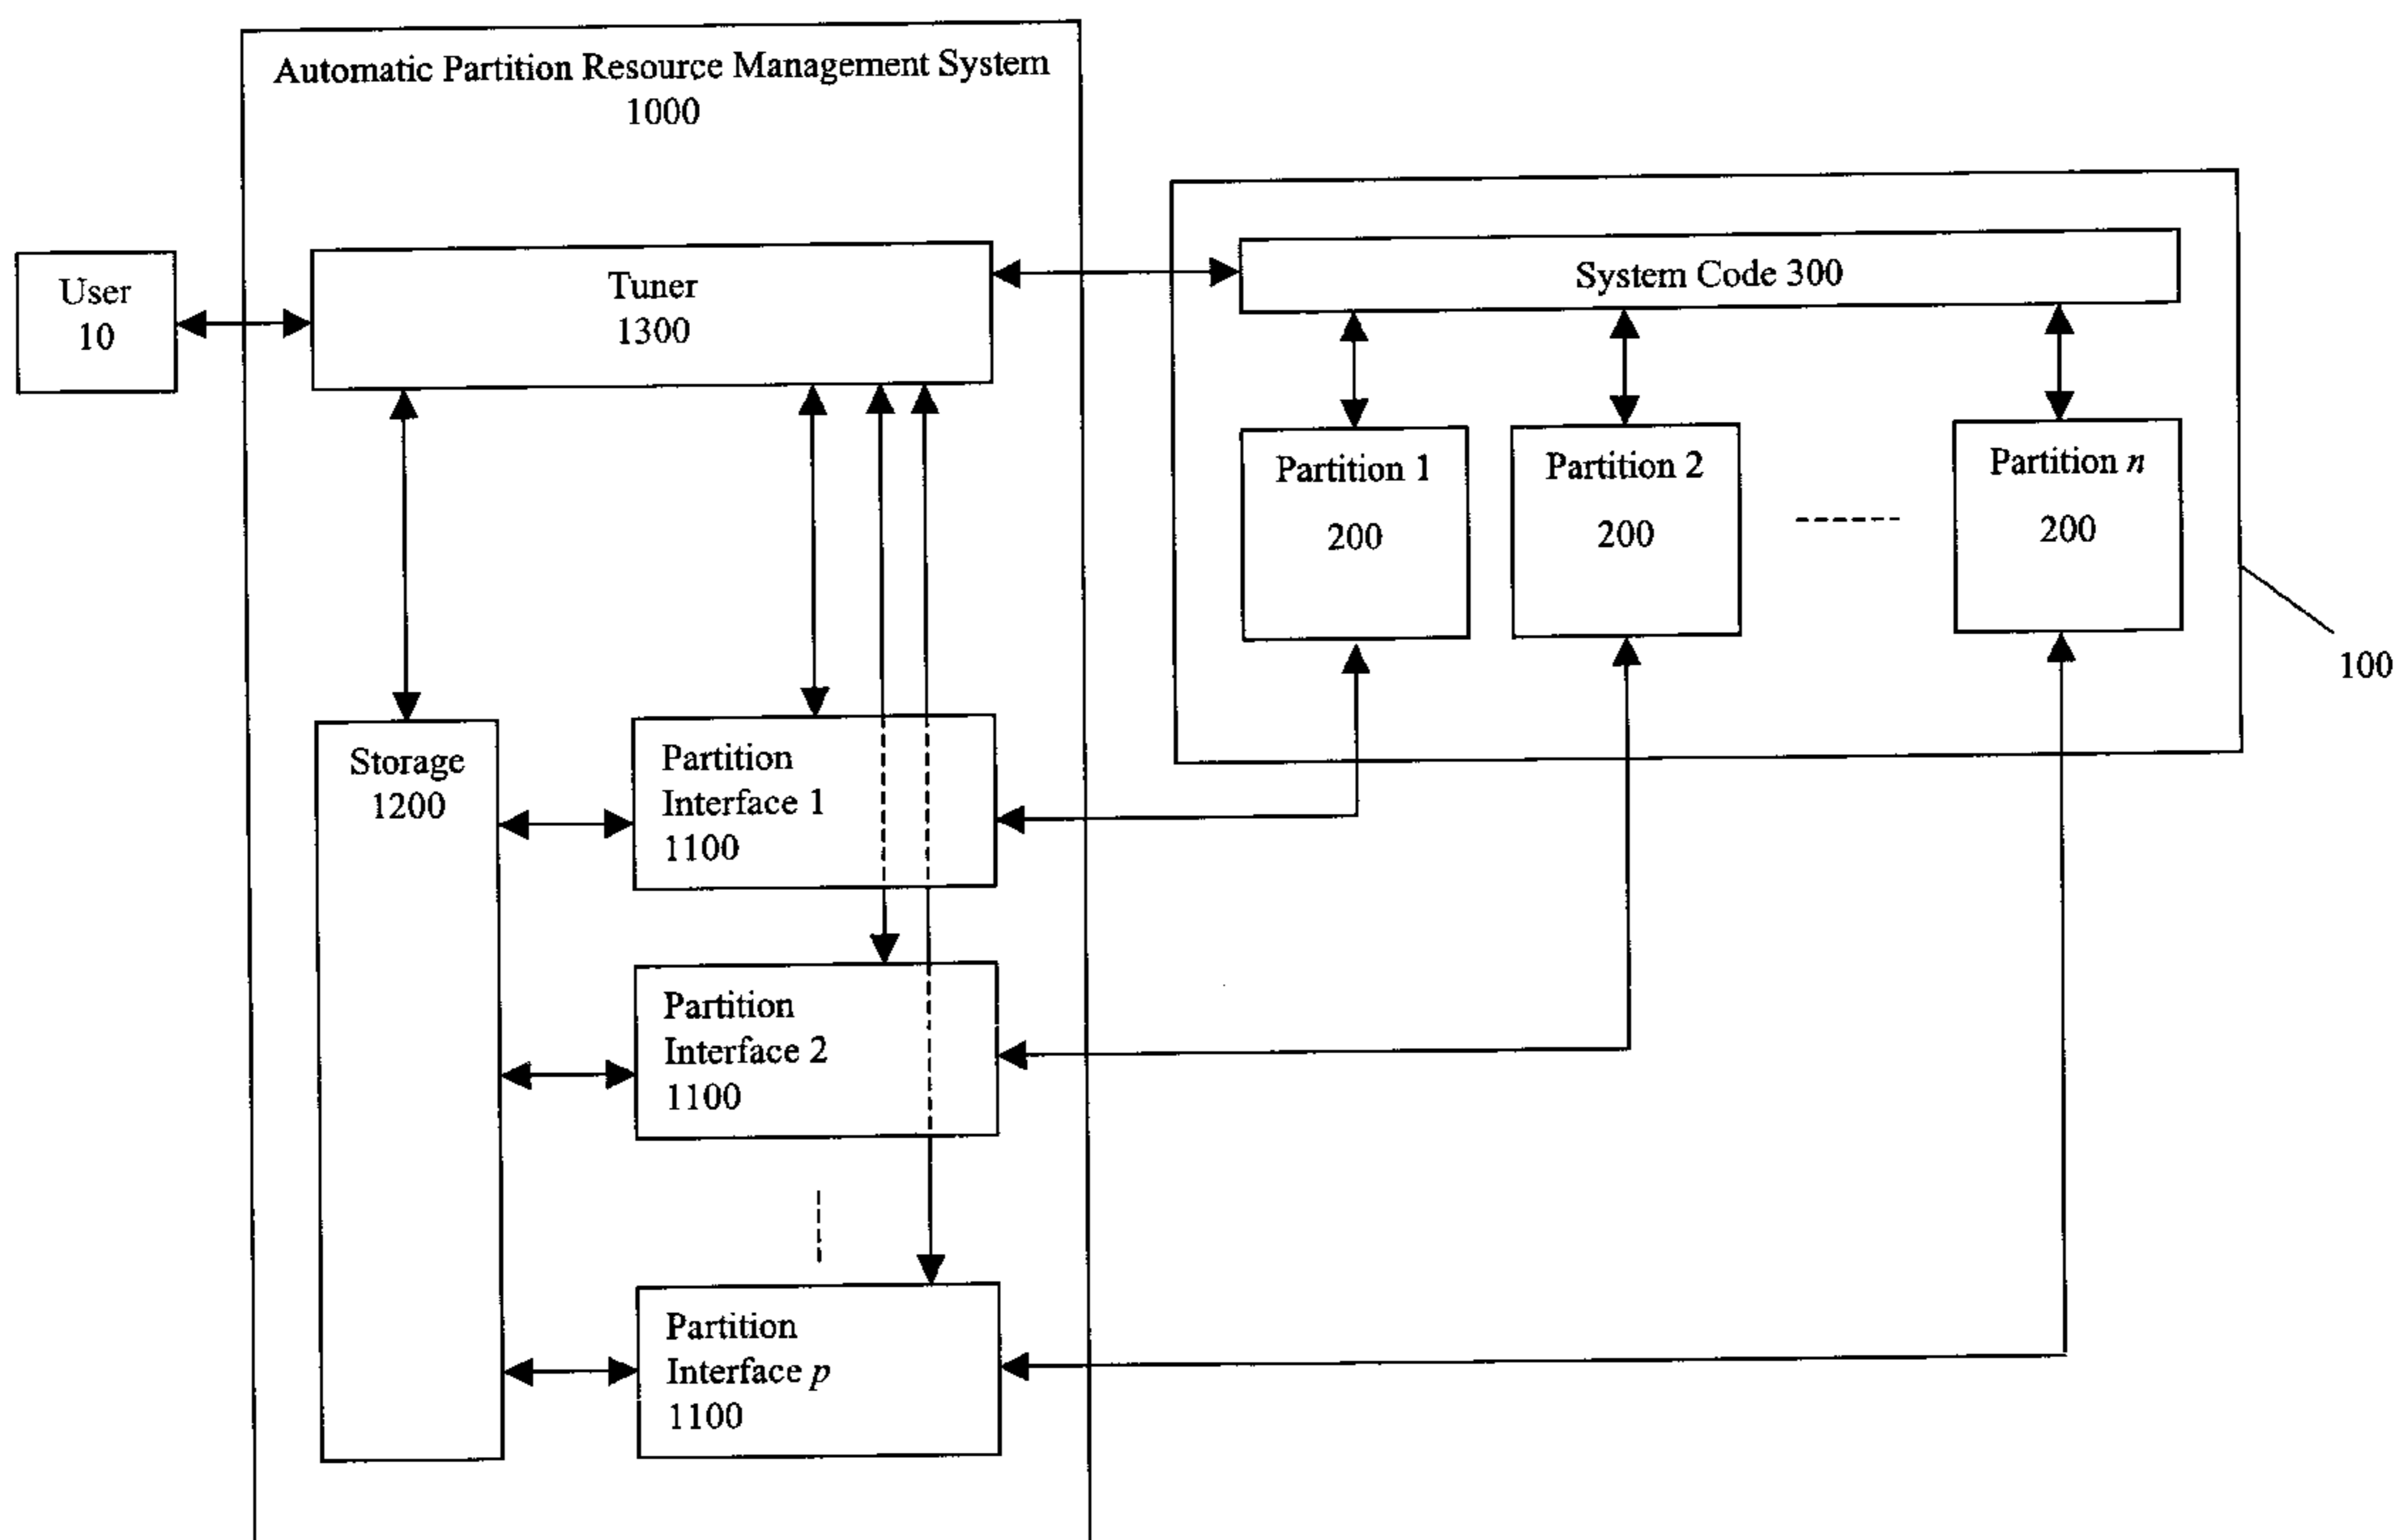 Automatic Partition Resource Management System
1000
User
10
Tuner
1300
System Code 300
Partition 1
200
Partition 2
200
Partition n
200
100
Storage
1200
Partition
Interface 1
1100
Partition
Interface 2
1100
Partition
Interface p
1100